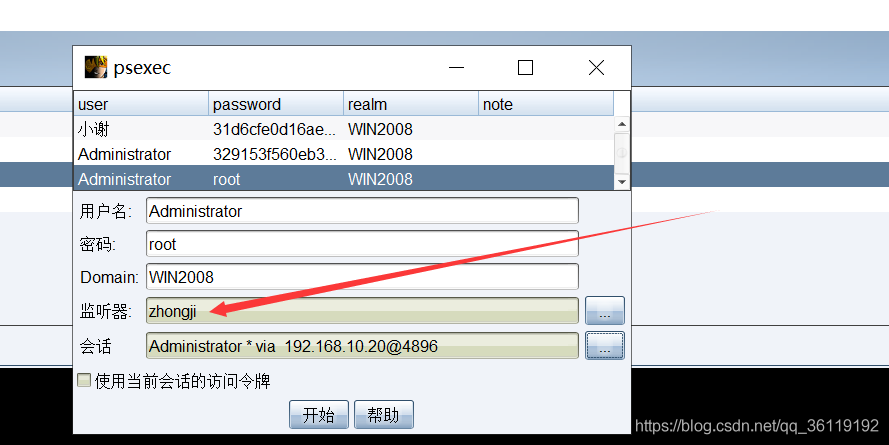 psexec
user password realm note
小谢 31d6cfe0d16ae... WIN2008
Administrator 329153f560eb3... WIN2008
Administrator root WIN2008
用户名: Administrator
密码: root
Domain: WIN2008
监听器: zhongji ...
会话 Administrator * via 192.168.10.20@4896 ...
使用当前会话的访问令牌
开始 帮助
https://blog.csdn.net/qq_36119192